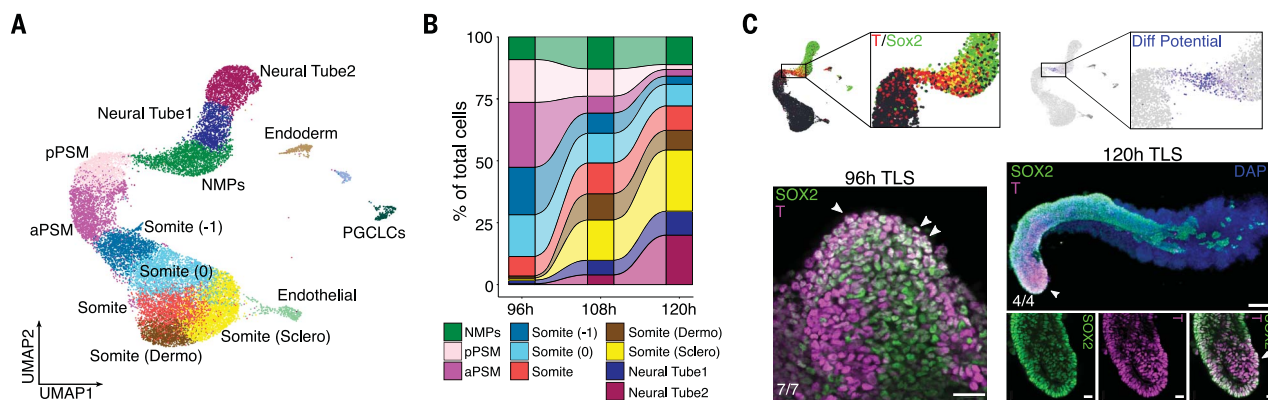 A
Neural Tube2
Neural Tube1
Endoderm
pPSM
NMPs
PGCLCs
aPSM
Somite (-1)
Somite (0)
Endothelial
Somite
Somite (Sclero)
Somite (Dermo)
UMAP2
UMAP1
B
% of total cells
100
75
50
25
0
96h
108h
120h
NMPs
pPSM
aPSM
Somite (-1)
Somite (0)
Somite
Somite (Dermo)
Somite (Sclero)
Neural Tube1
Neural Tube2
C
T/Sox2
Diff Potential
96h TLS
SOX2
T
7/7
120h TLS
SOX2
T
DAP
4/4
SOX2
T
SOX2
T